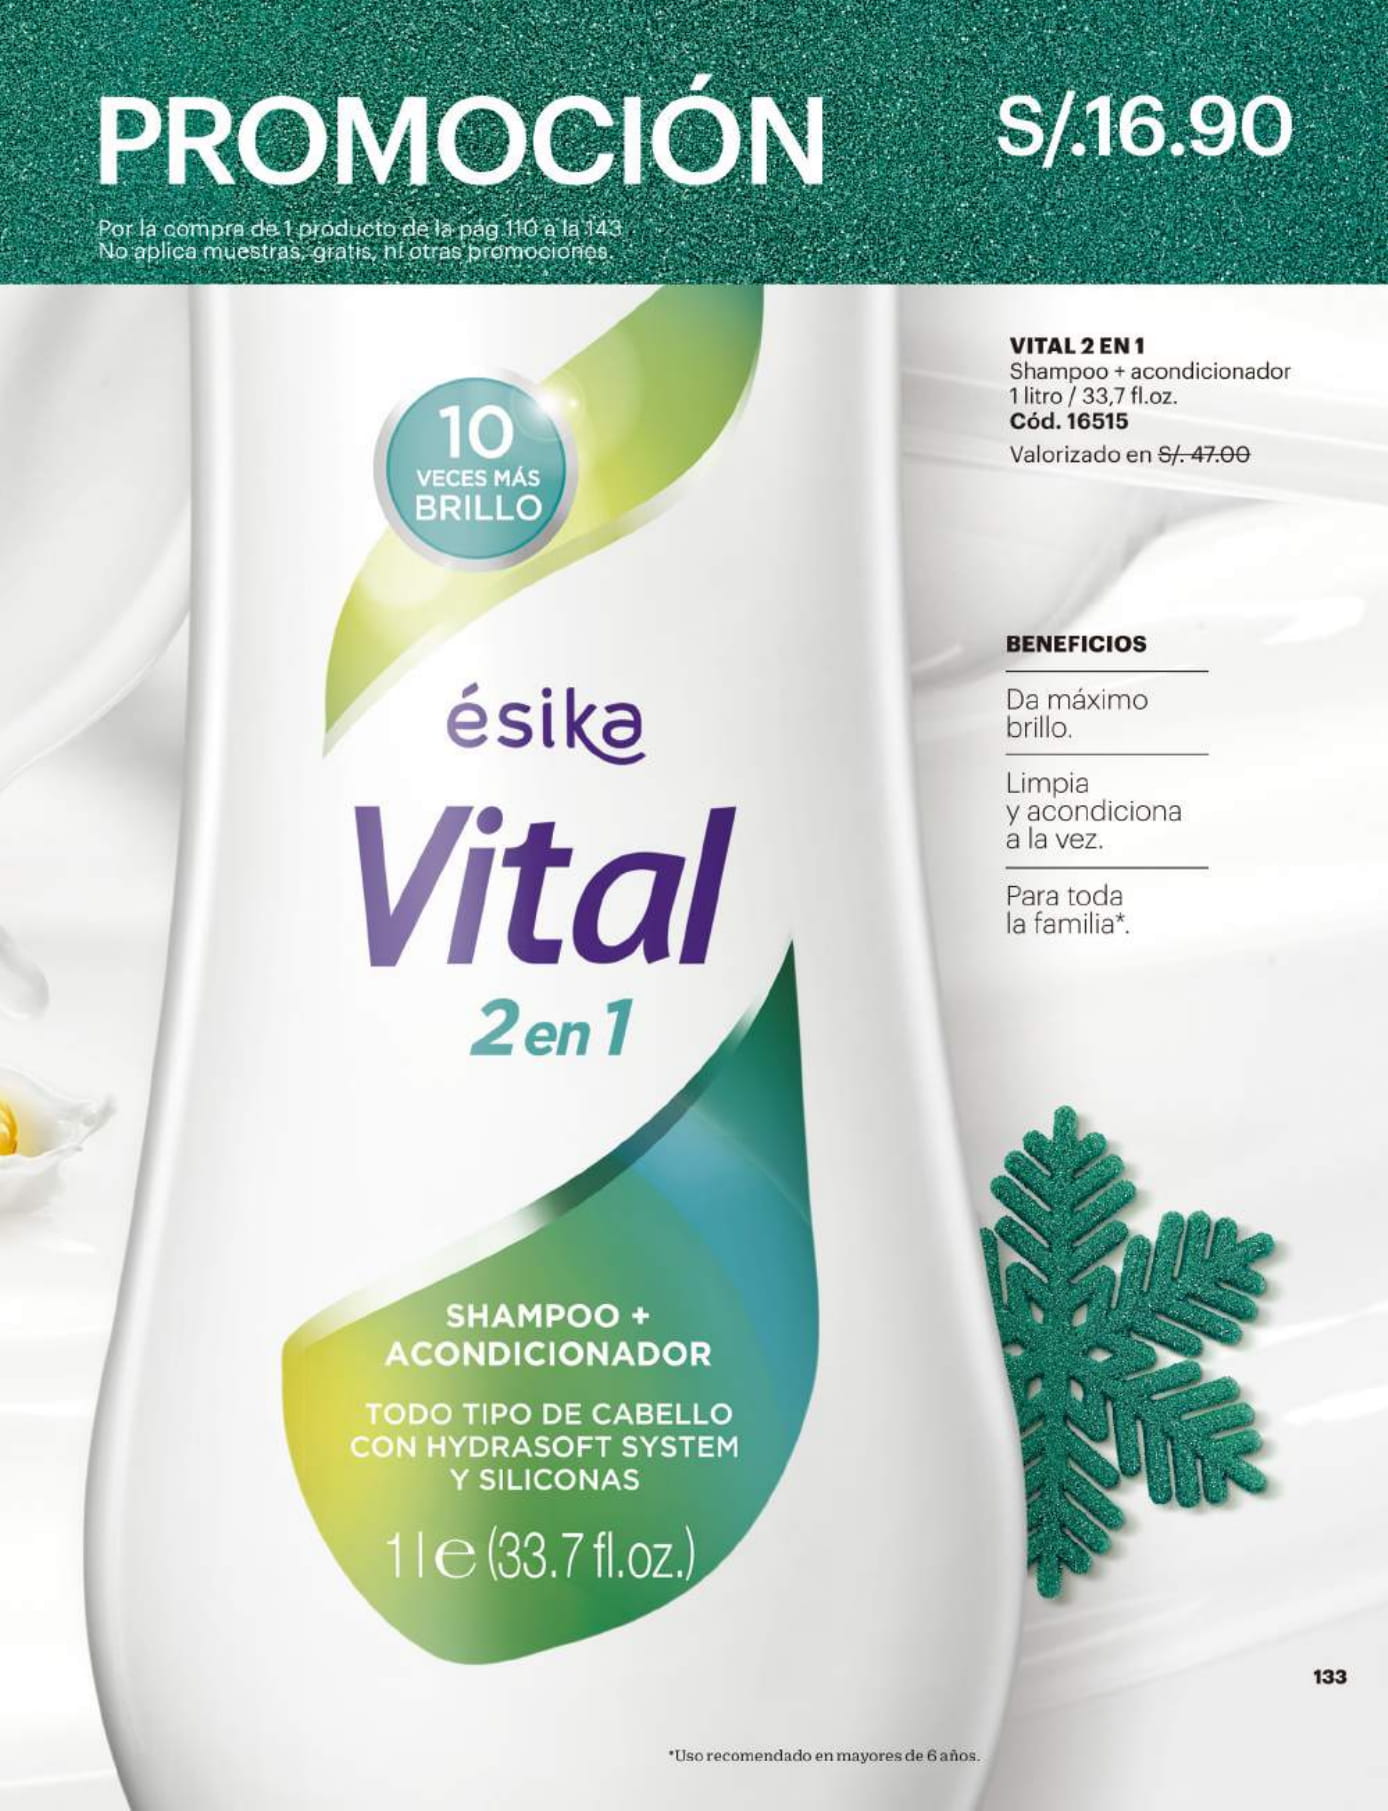 PROMOCIÓN
S/.16.90
Por la compra de 1 producto de la pág 110 a la 143
No aplica muestras, gratis, ni otras promociones.
10
VECES MÁS
BRILLO
ésika
Vital
2 en 1
SHAMPOO +
ACONDICIONADOR
TODO TIPO DE CABELLO
CON HYDRASOFT SYSTEM
Y SILICONAS
1 l e (33.7 fl.oz.)
VITAL 2 EN 1
Shampoo + acondicionador
1 litro / 33,7 fl.oz.
Cód. 16515
Valorizado en S/. 47.00
BENEFICIOS
Da máximo
brillo.
Limpia
y acondiciona
a la vez.
Para toda
la familia*.
133
*Uso recomendado en mayores de 6 años.